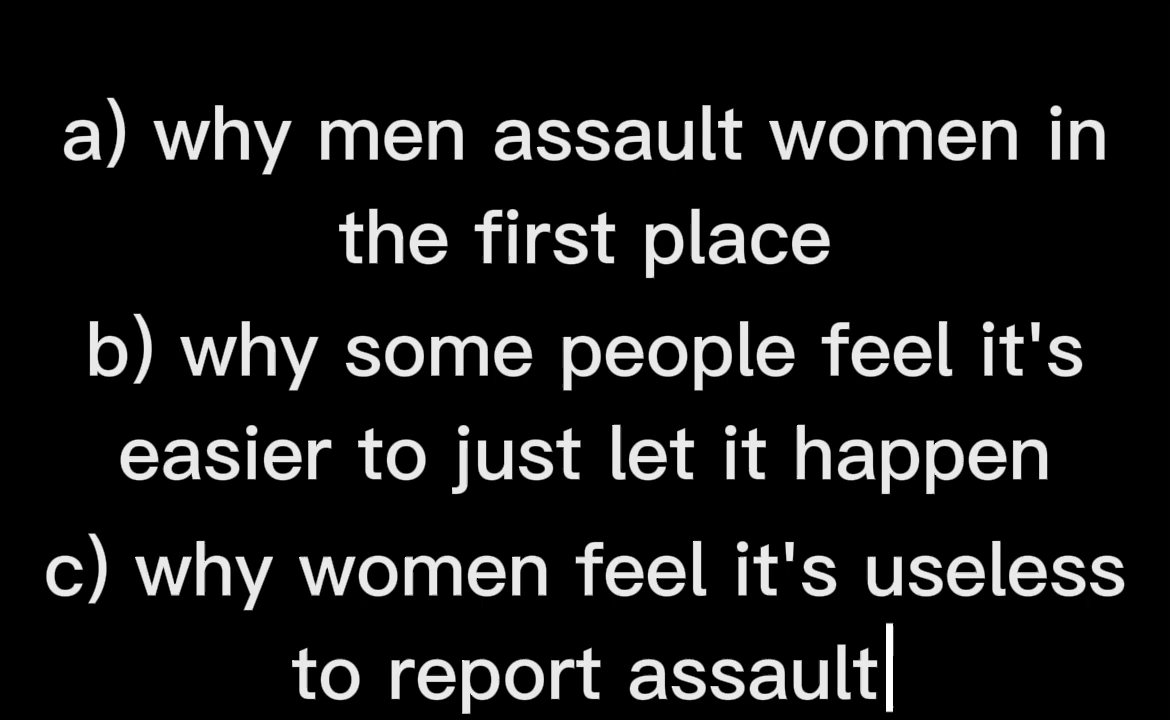 a) why men assault women in
the first place
b) why some people feel it's
easier to just let it happen
c) why women feel it's useless
to report assault